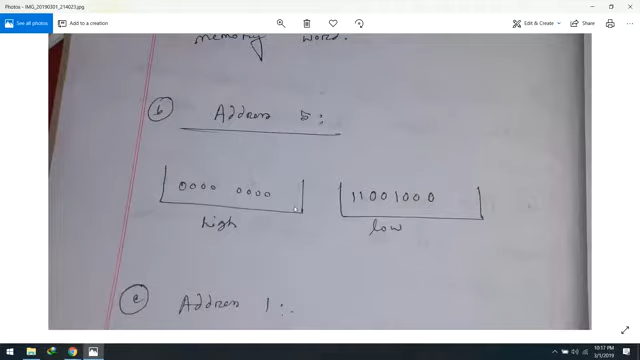 Photos - IMG_20190301_214023.jpg
See all photos
Add to a creation
Edit & Create
Share
memory word.
b Address 5:
0000 0000 11001000
high low
c Address 1:.
10:17 PM
3/1/2019